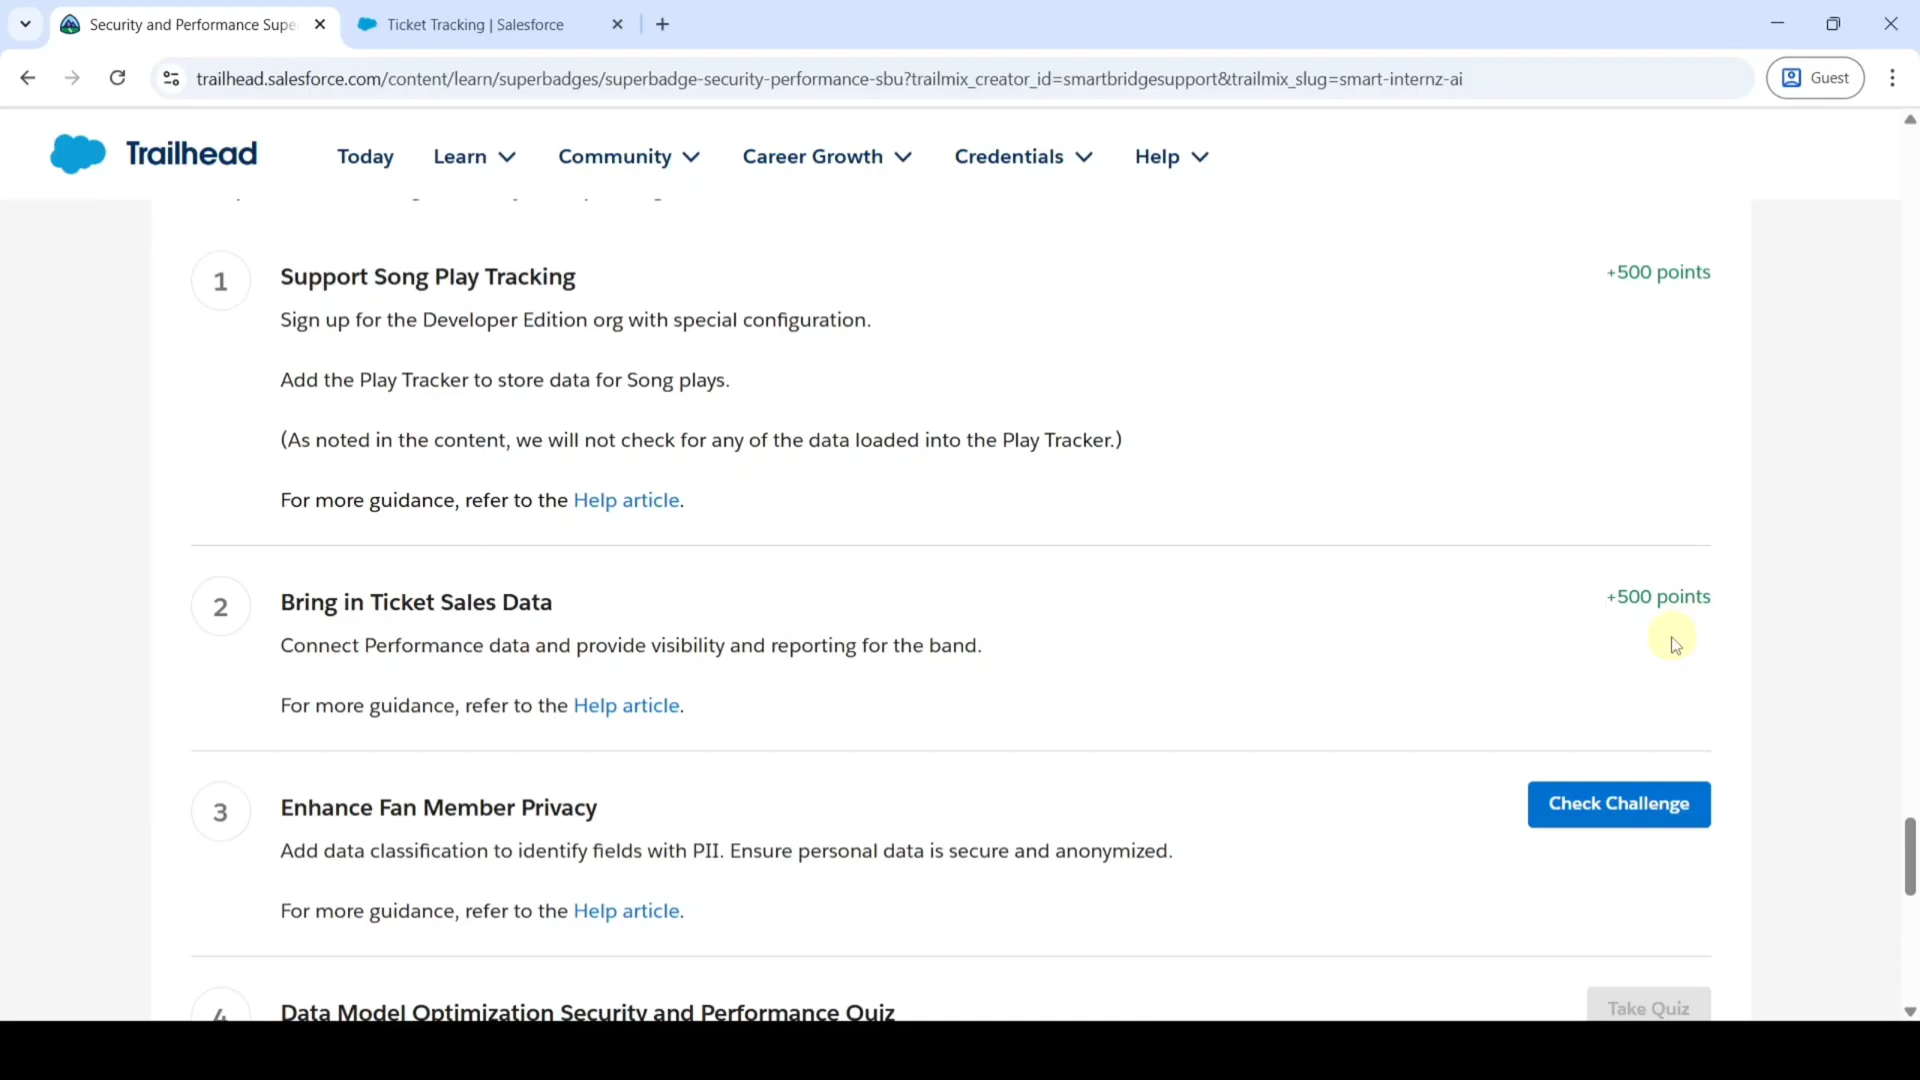 Security and Performance Supe
Ticket Tracking | Salesforce
trailhead.salesforce.com/content/learn/superbadges/superbadge-security-performance-sbu?trailmix_creator_id=smartbridgesupport&trailmix_slug=smart-internz-ai
Guest
Trailhead
Today
Learn
Community
Career Growth
Credentials
Help
1
Support Song Play Tracking
+500 points
Sign up for the Developer Edition org with special configuration.
Add the Play Tracker to store data for Song plays.
(As noted in the content, we will not check for any of the data loaded into the Play Tracker.)
For more guidance, refer to the Help article.
2
Bring in Ticket Sales Data
+500 points
Connect Performance data and provide visibility and reporting for the band.
For more guidance, refer to the Help article.
3
Enhance Fan Member Privacy
Check Challenge
Add data classification to identify fields with PII. Ensure personal data is secure and anonymized.
For more guidance, refer to the Help article.
4
Data Model Optimization Security and Performance Quiz
Take Quiz